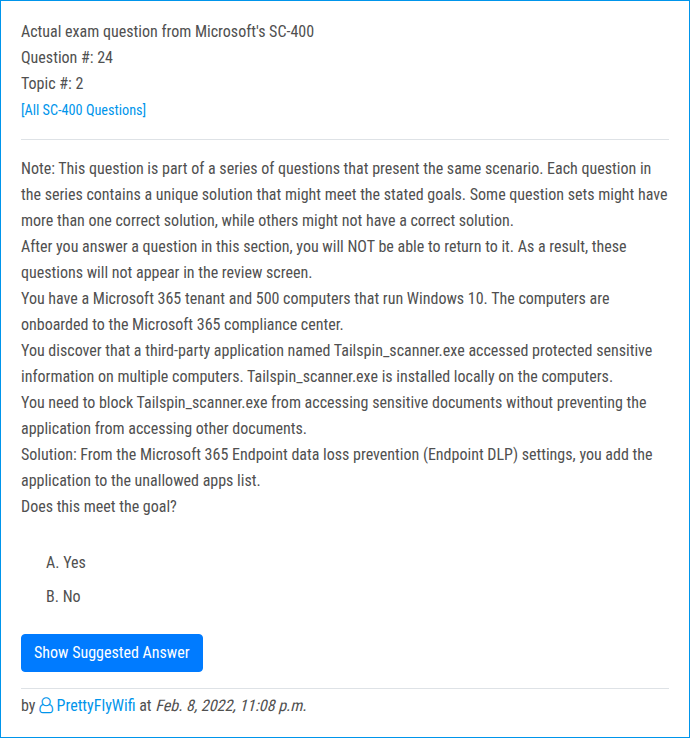 Actual exam question from Microsoft's SC-400
Question #: 24
Topic #: 2
[All SC-400 Questions]
Note: This question is part of a series of questions that present the same scenario. Each question in
the series contains a unique solution that might meet the stated goals. Some question sets might have
more than one correct solution, while others might not have a correct solution.
After you answer a question in this section, you will NOT be able to return to it. As a result, these
questions will not appear in the review screen.
You have a Microsoft 365 tenant and 500 computers that run Windows 10. The computers are
onboarded to the Microsoft 365 compliance center.
You discover that a third-party application named Tailspin_scanner.exe accessed protected sensitive
information on multiple computers. Tailspin_scanner.exe is installed locally on the computers.
You need to block Tailspin_scanner.exe from accessing sensitive documents without preventing the
application from accessing other documents.
Solution: From the Microsoft 365 Endpoint data loss prevention (Endpoint DLP) settings, you add the
application to the unallowed apps list.
Does this meet the goal?
A. Yes
B. No
Show Suggested Answer
by PrettyFlyWifi at Feb. 8, 2022, 11:08 p.m.